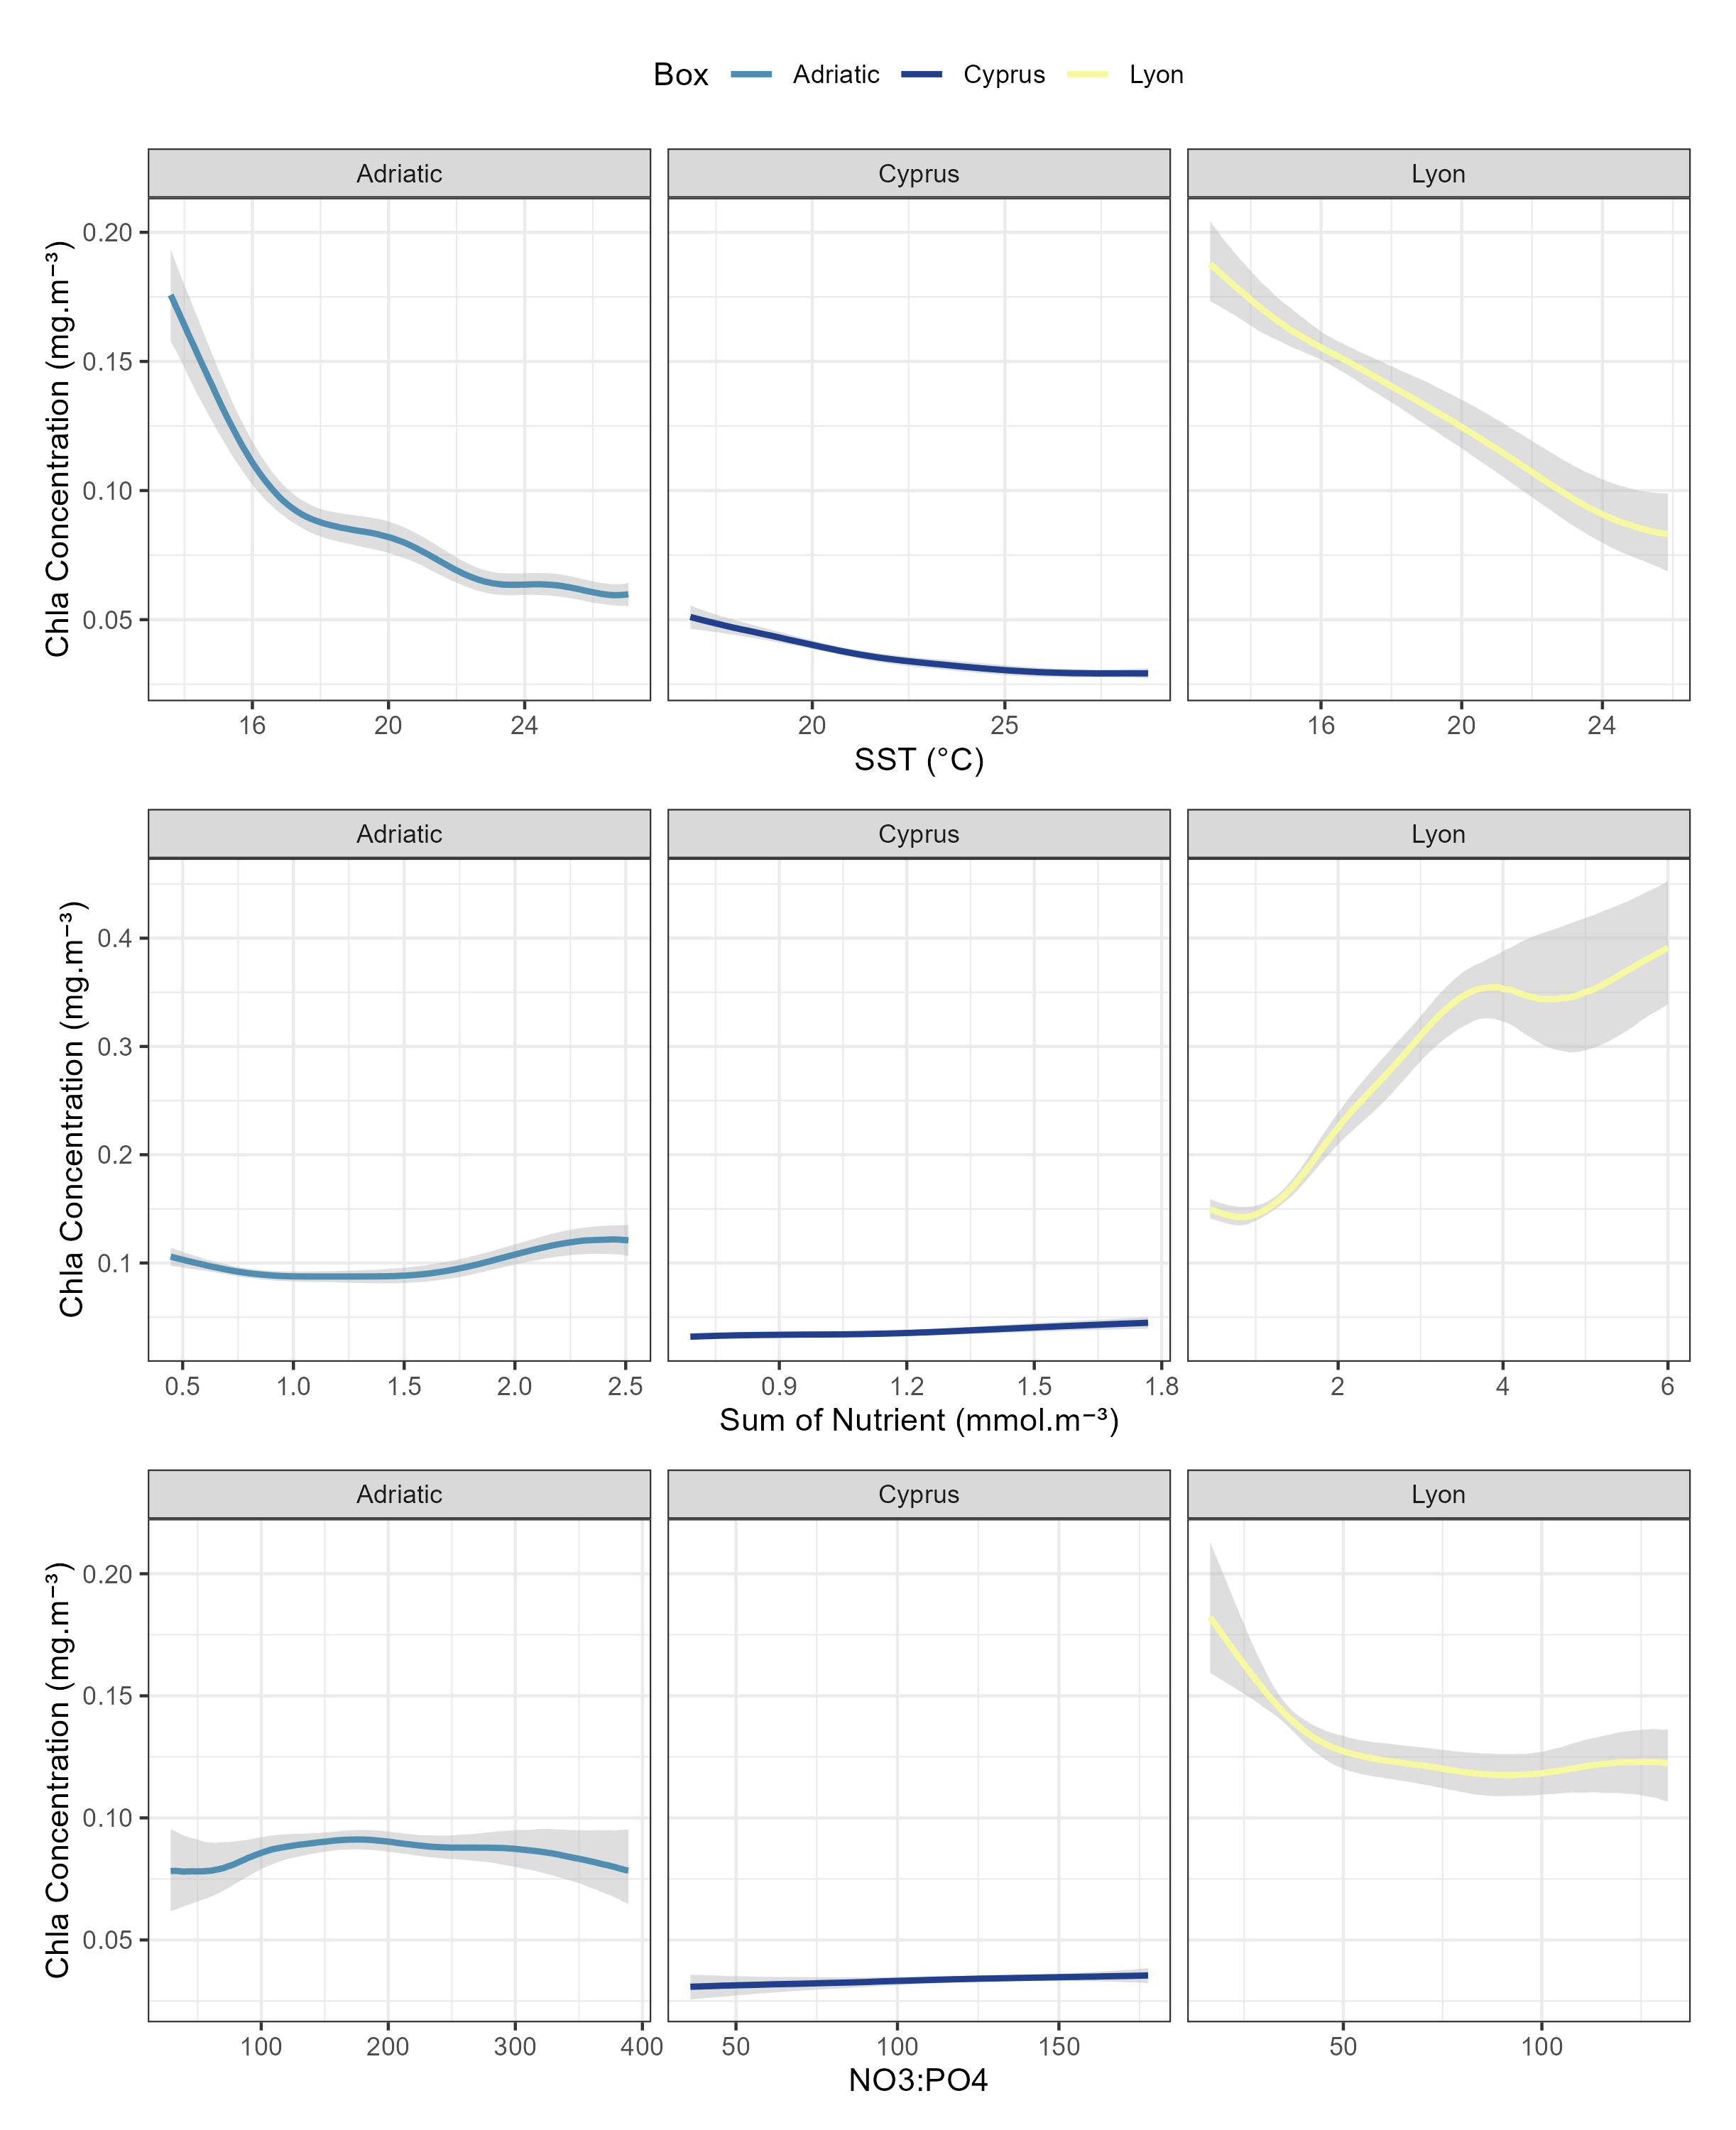 Box Adriatic Cyprus Lyon
Adriatic Cyprus Lyon
Chla Concentration (mg.m⁻³)
0.20
0.15
0.10
0.05
16 20 24 20 25 16 20 24
SST (°C)
Adriatic Cyprus Lyon
Chla Concentration (mg.m⁻³)
0.4
0.3
0.2
0.1
0.5 1.0 1.5 2.0 2.5 0.9 1.2 1.5 1.8 2 4 6
Sum of Nutrient (mmol.m⁻³)
Adriatic Cyprus Lyon
Chla Concentration (mg.m⁻³)
0.20
0.15
0.10
0.05
100 200 300 400 50 100 150 50 100
NO3:PO4